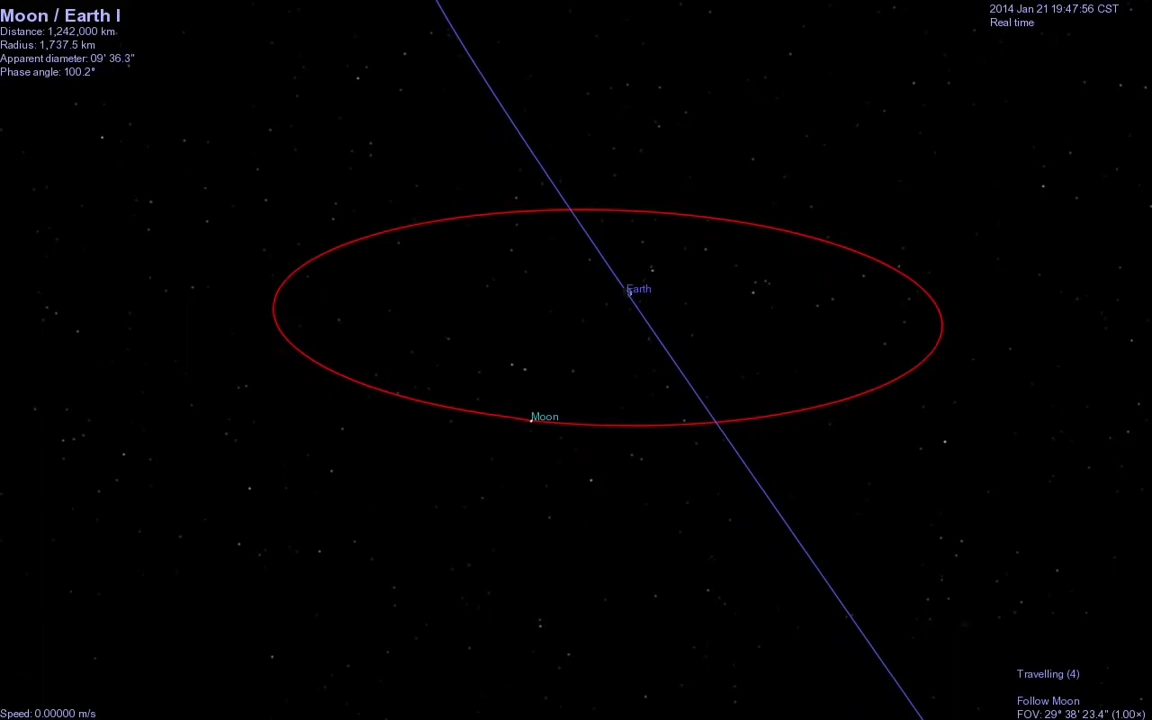 Moon / Earth I
Distance: 1,242,000 km
Radius: 1,737.5 km
Apparent diameter: 09' 36.3"
Phase angle: 100.2°
2014 Jan 21 19:47:56 CST
Real time
Earth
Moon
Travelling (4)
Follow Moon
Speed: 0.00000 m/s
FOV: 29° 38' 23.4" (1.00×)